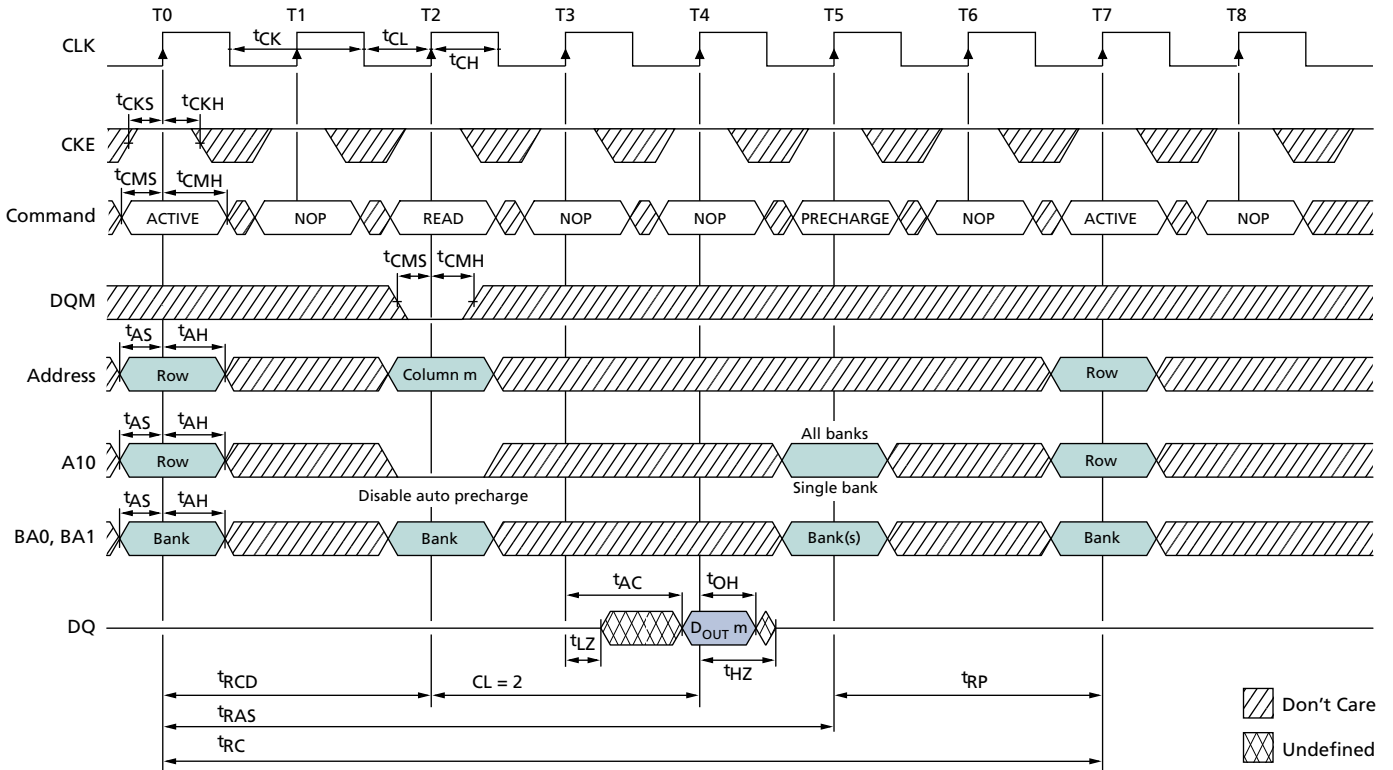 T0 T1 T2 T3 T4 T5 T6 T7 T8
CLK
tCK tCL
tCH
tCKS tCKH
CKE
tCMS tCMH
Command ACTIVE NOP READ NOP NOP PRECHARGE NOP ACTIVE NOP
tCMS tCMH
DQM
tAS tAH
Address Row Column m Row
tAS tAH
All banks
A10 Row Row
Disable auto precharge Single bank
tAS tAH
BA0, BA1 Bank Bank Bank(s) Bank
tAC tOH
DQ DOUT m
tLZ tHZ
tRCD CL = 2 tRP
tRAS
Don't Care
tRC
Undefined